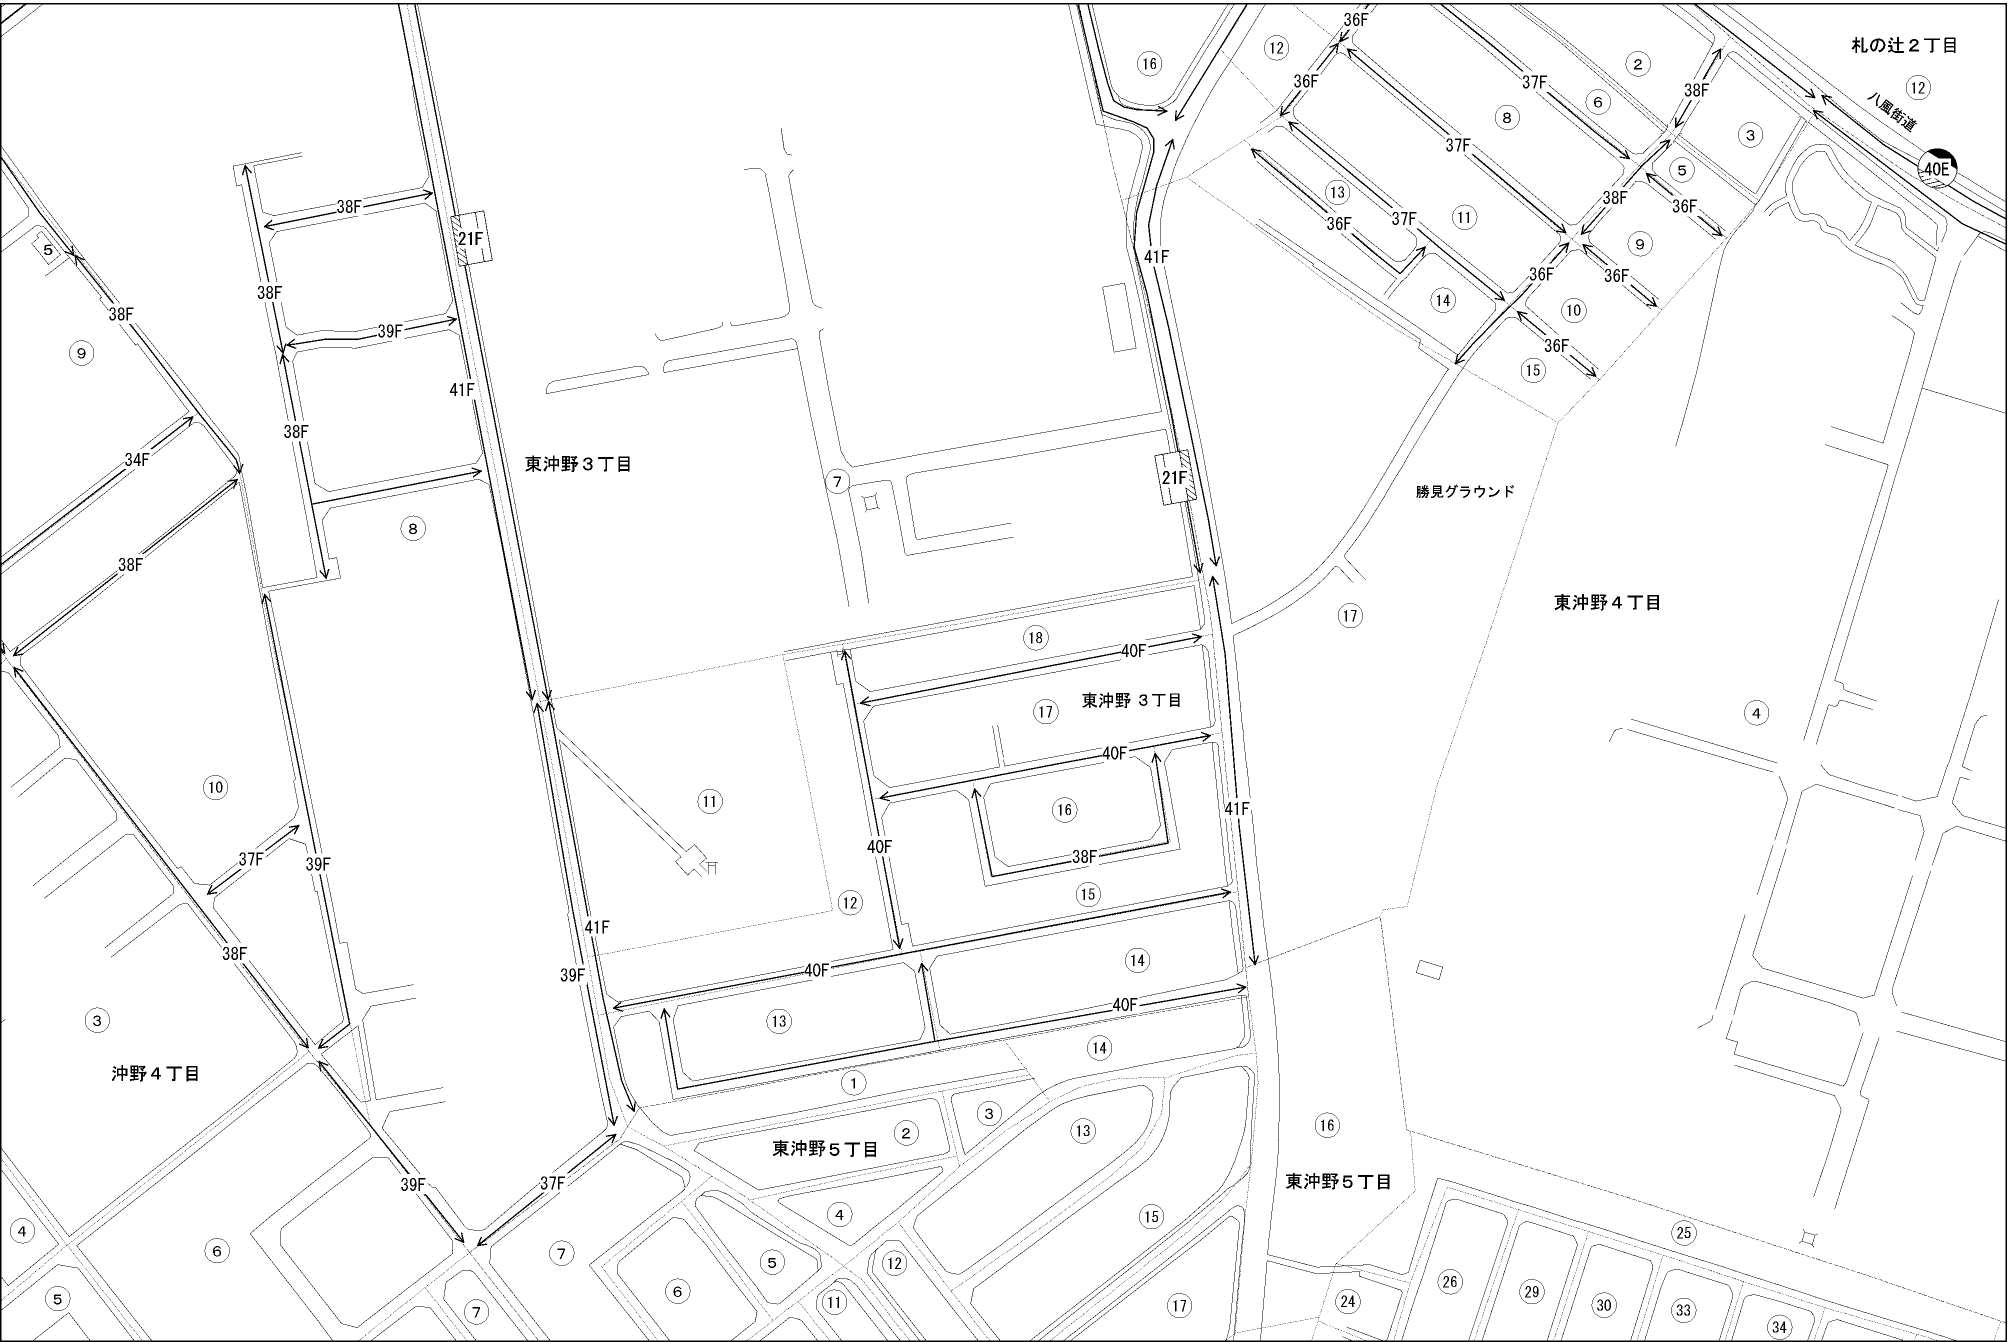 36F
札の辻２丁目
16
12
2
12
36F
37F
38F
八風街道
6
8
3
37F
40E
5
13
38F
36F
38F
11
36F
37F
21F
9
5
41F
38F
36F
36F
14
10
38F
39F
36F
9
15
41F
38F
34F
東沖野３丁目
21F
7
勝見グラウンド
8
38F
東沖野４丁目
17
18
40F
東沖野 ３丁目
17
4
40F
10
11
16
41F
40F
38F
37F
39F
15
12
41F
38F
14
40F
39F
40F
13
3
14
沖野４丁目
1
3
2
13
16
東沖野５丁目
39F
37F
東沖野５丁目
4
15
4
25
6
7
5
12
6
26
29
5
11
24
30
7
17
33
34